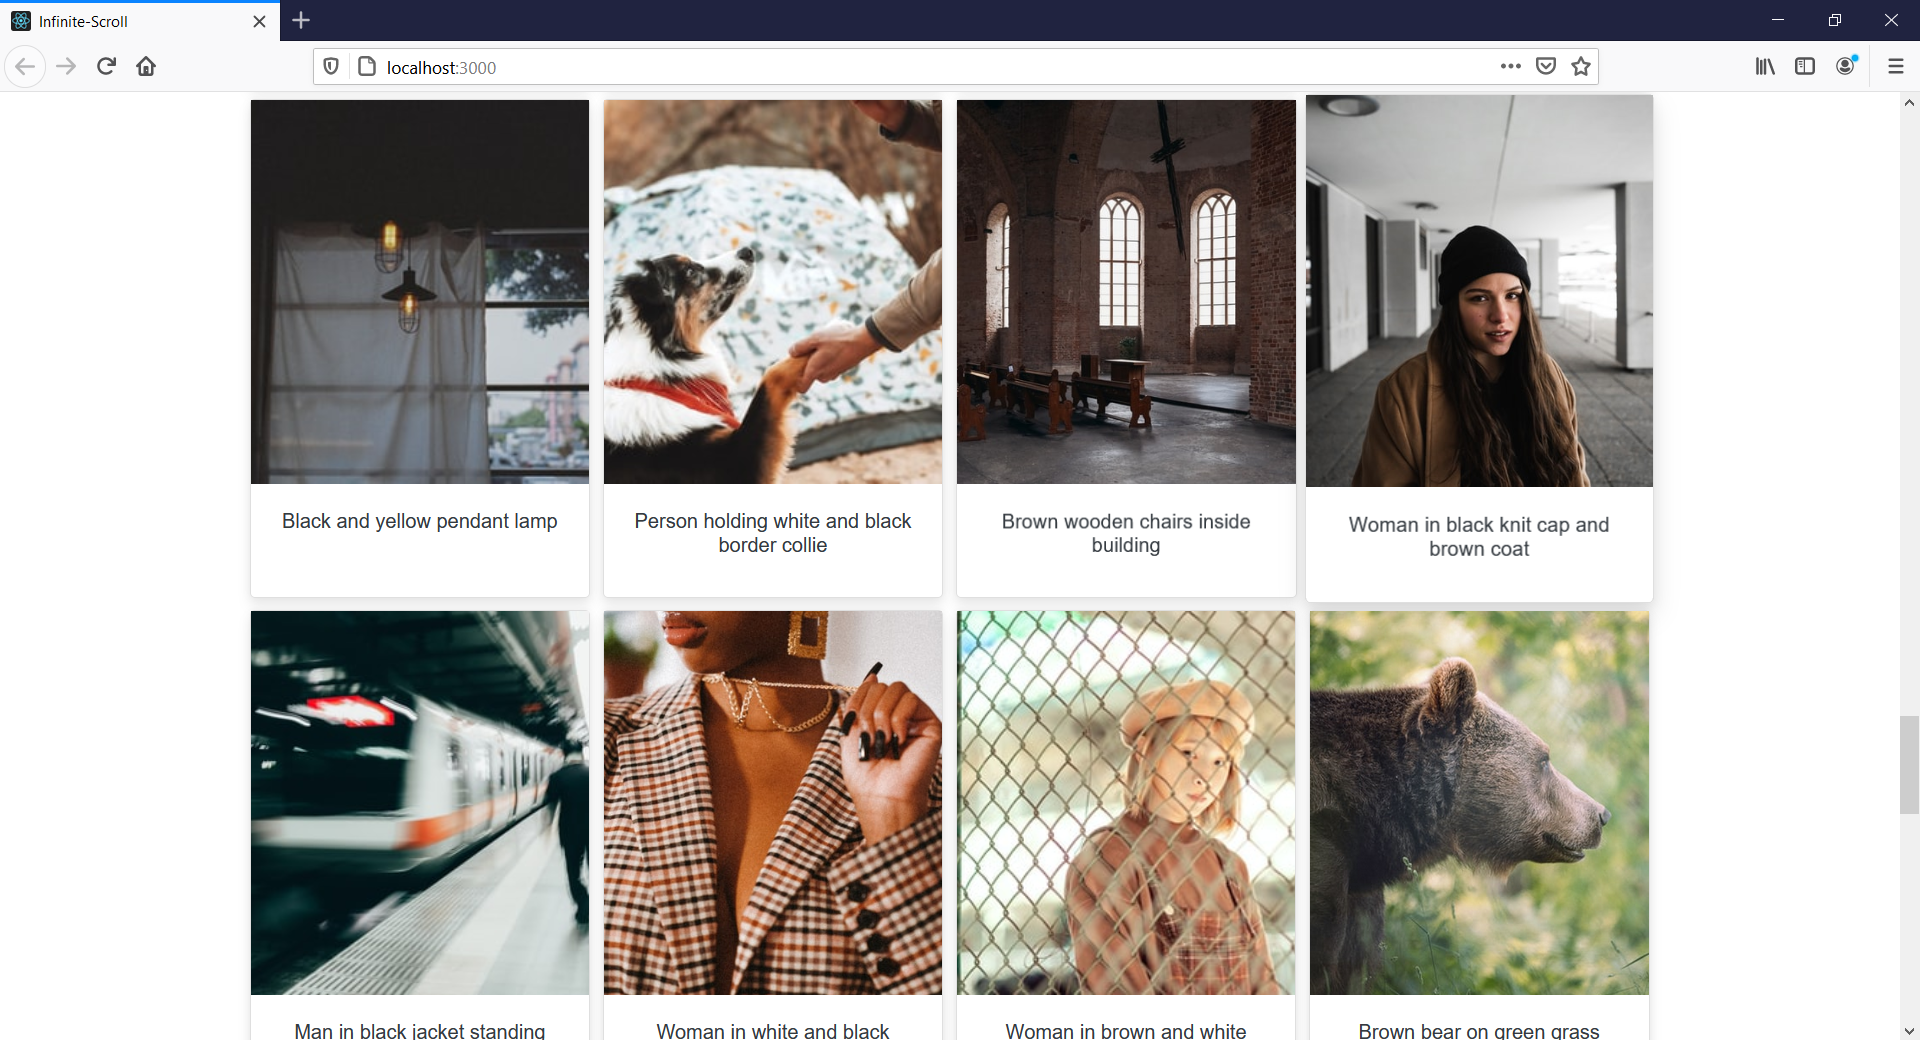 Infinite-Scroll
localhost:3000
Black and yellow pendant lamp
Person holding white and black
border collie
Brown wooden chairs inside
building
Woman in black knit cap and
brown coat
Man in black jacket standing
Woman in white and black
Woman in brown and white
Brown bear on green grass